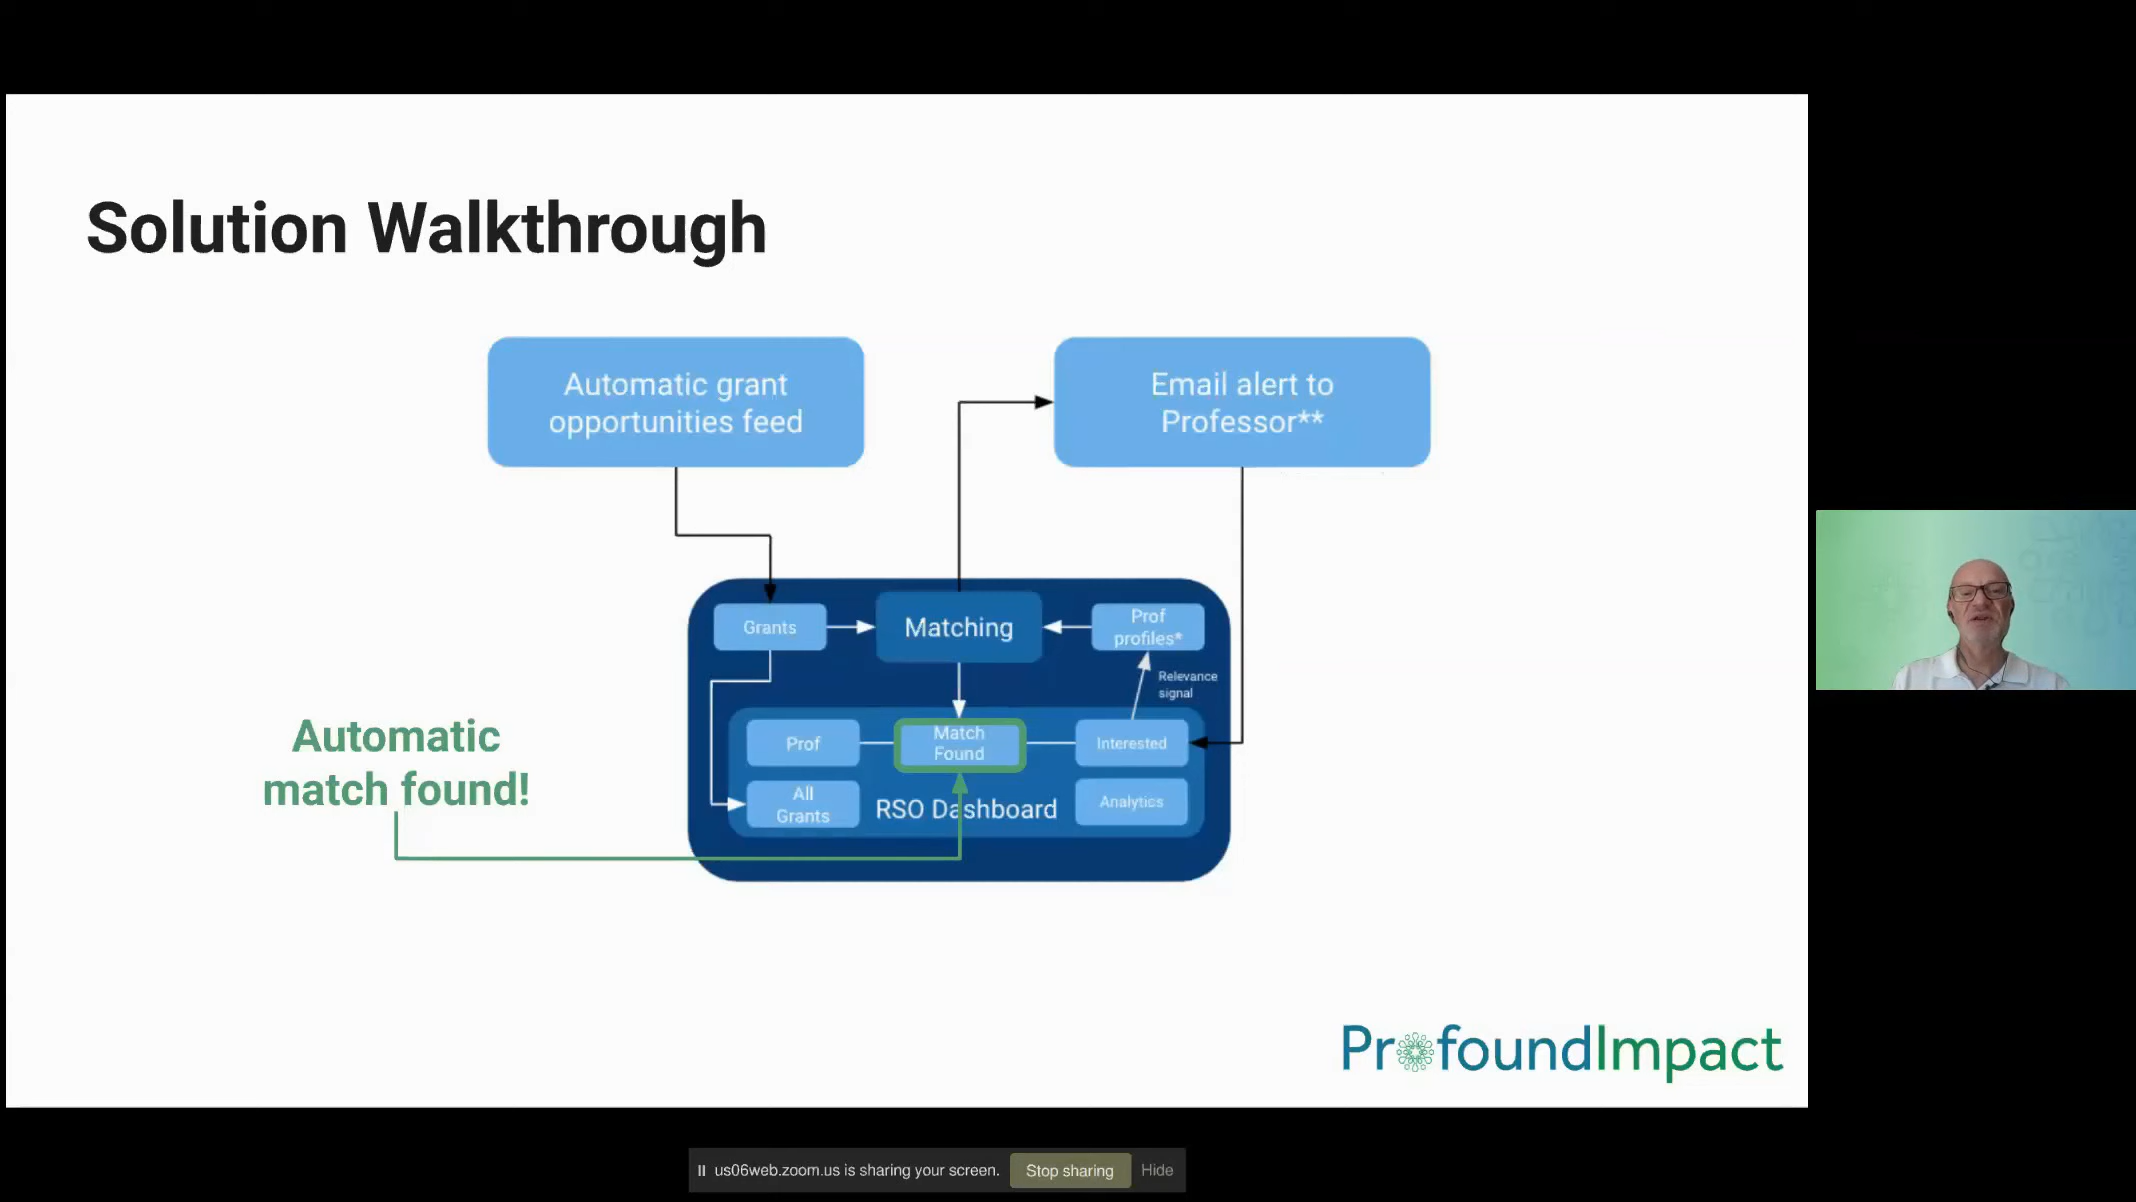 Solution Walkthrough
Automatic grant
opportunities feed
Email alert to
Professor**
Grants
Matching
Prof
profiles*
Relevance
signal
Prof
Match
Found
Interested
All
Grants
RSO Dashboard
Analytics
Automatic
match found!
ProfoundImpact
us06web.zoom.us is sharing your screen.
Stop sharing
Hide